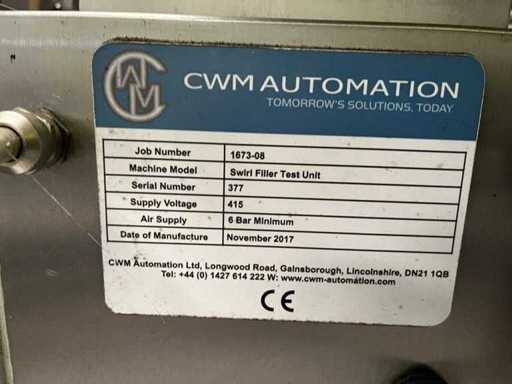 CWM
CWM AUTOMATION
TOMORROW'S SOLUTIONS, TODAY
Job Number 1673-08
Machine Model Swirl Filler Test Unit
Serial Number 377
Supply Voltage 415
Air Supply 6 Bar Minimum
Date of Manufacture November 2017
CWM Automation Ltd, Longwood Road, Gainsborough, Lincolnshire, DN21 1QB
Tel: +44 (0) 1427 614 222 W: www.cwm-automation.com
CE